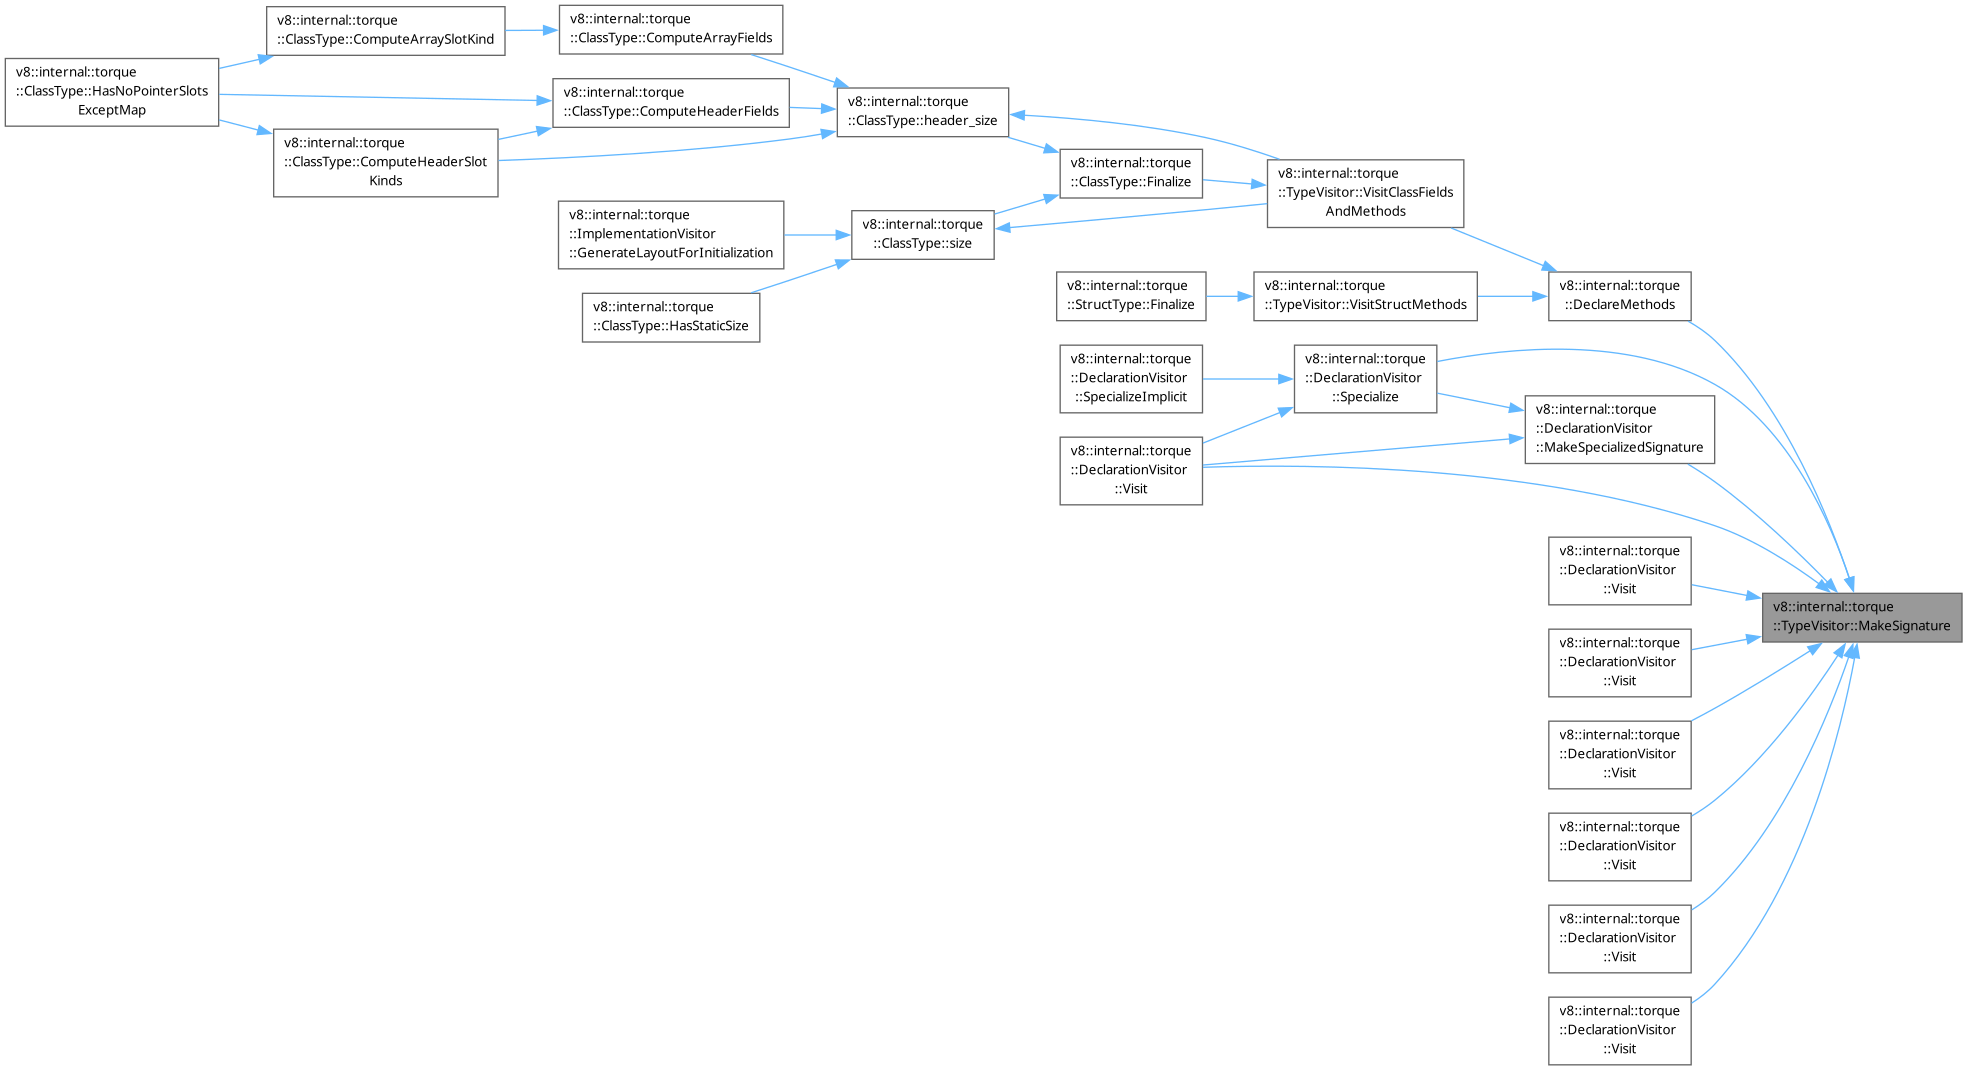 v8::internal::torque
::ClassType::HasNoPointerSlots
ExceptMap
v8::internal::torque
::ClassType::ComputeArraySlotKind
v8::internal::torque
::ClassType::ComputeHeaderSlot
Kinds
v8::internal::torque
::ClassType::ComputeArrayFields
v8::internal::torque
::ClassType::ComputeHeaderFields
v8::internal::torque
::ImplementationVisitor
::GenerateLayoutForInitialization
v8::internal::torque
::ClassType::HasStaticSize
v8::internal::torque
::ClassType::header_size
v8::internal::torque
::ClassType::size
v8::internal::torque
::ClassType::Finalize
v8::internal::torque
::StructType::Finalize
v8::internal::torque
::DeclarationVisitor
::SpecializeImplicit
v8::internal::torque
::DeclarationVisitor
::Visit
v8::internal::torque
::TypeVisitor::VisitClassFields
AndMethods
v8::internal::torque
::TypeVisitor::VisitStructMethods
v8::internal::torque
::DeclarationVisitor
::Specialize
v8::internal::torque
::DeclareMethods
v8::internal::torque
::DeclarationVisitor
::MakeSpecializedSignature
v8::internal::torque
::DeclarationVisitor
::Visit
v8::internal::torque
::DeclarationVisitor
::Visit
v8::internal::torque
::DeclarationVisitor
::Visit
v8::internal::torque
::DeclarationVisitor
::Visit
v8::internal::torque
::DeclarationVisitor
::Visit
v8::internal::torque
::DeclarationVisitor
::Visit
v8::internal::torque
::TypeVisitor::MakeSignature